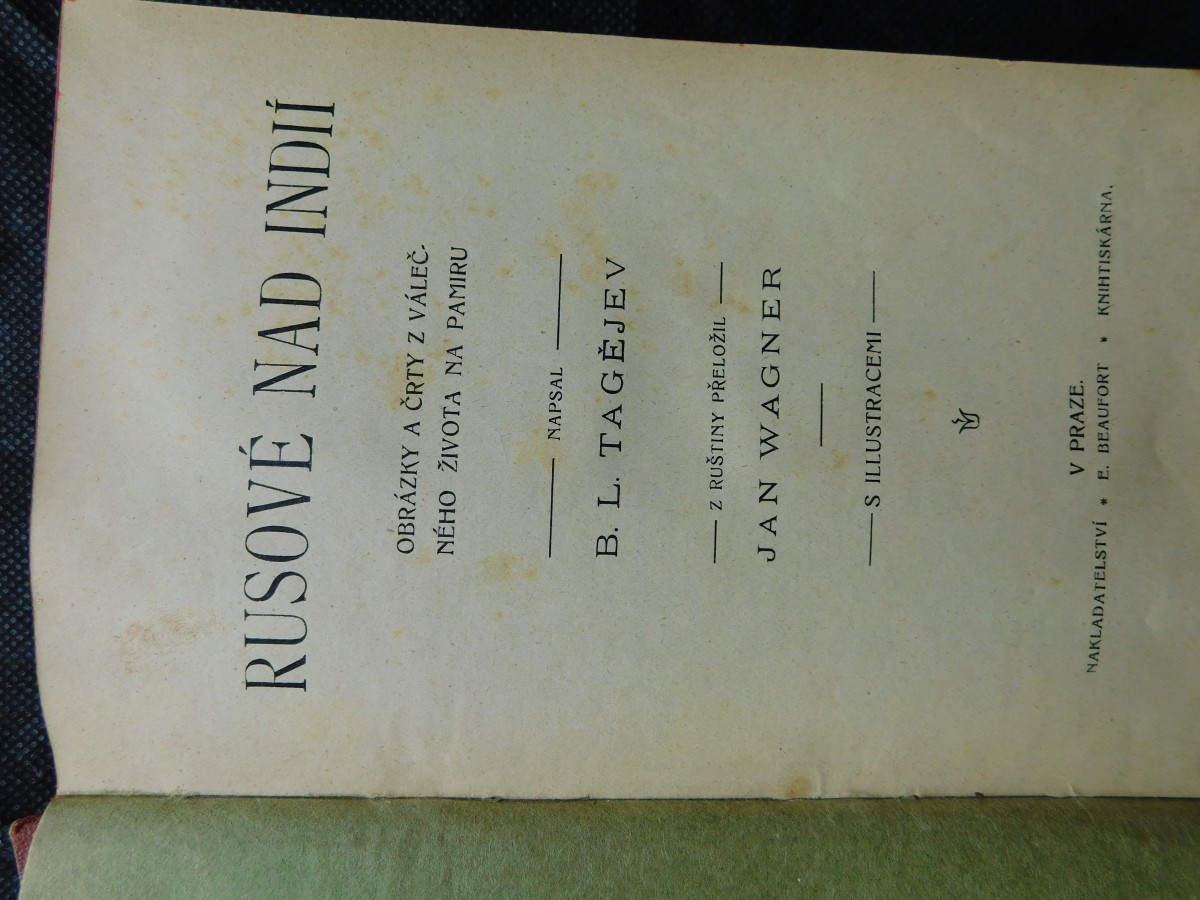 RUSOVÉ NAD INDIÍ
OBRÁZKY A ČRTY Z VÁLEČ-
NÉHO ŽIVOTA NA PAMIRU
NAPSAL
B. L. TAGĚJEV
Z RUŠTINY PŘELOŽIL
JAN WAGNER
S ILLUSTRACEMI
V PRAZE.
NAKLADATELSTVÍ * E. BEAUFORT * KNIHTISKÁRNA.